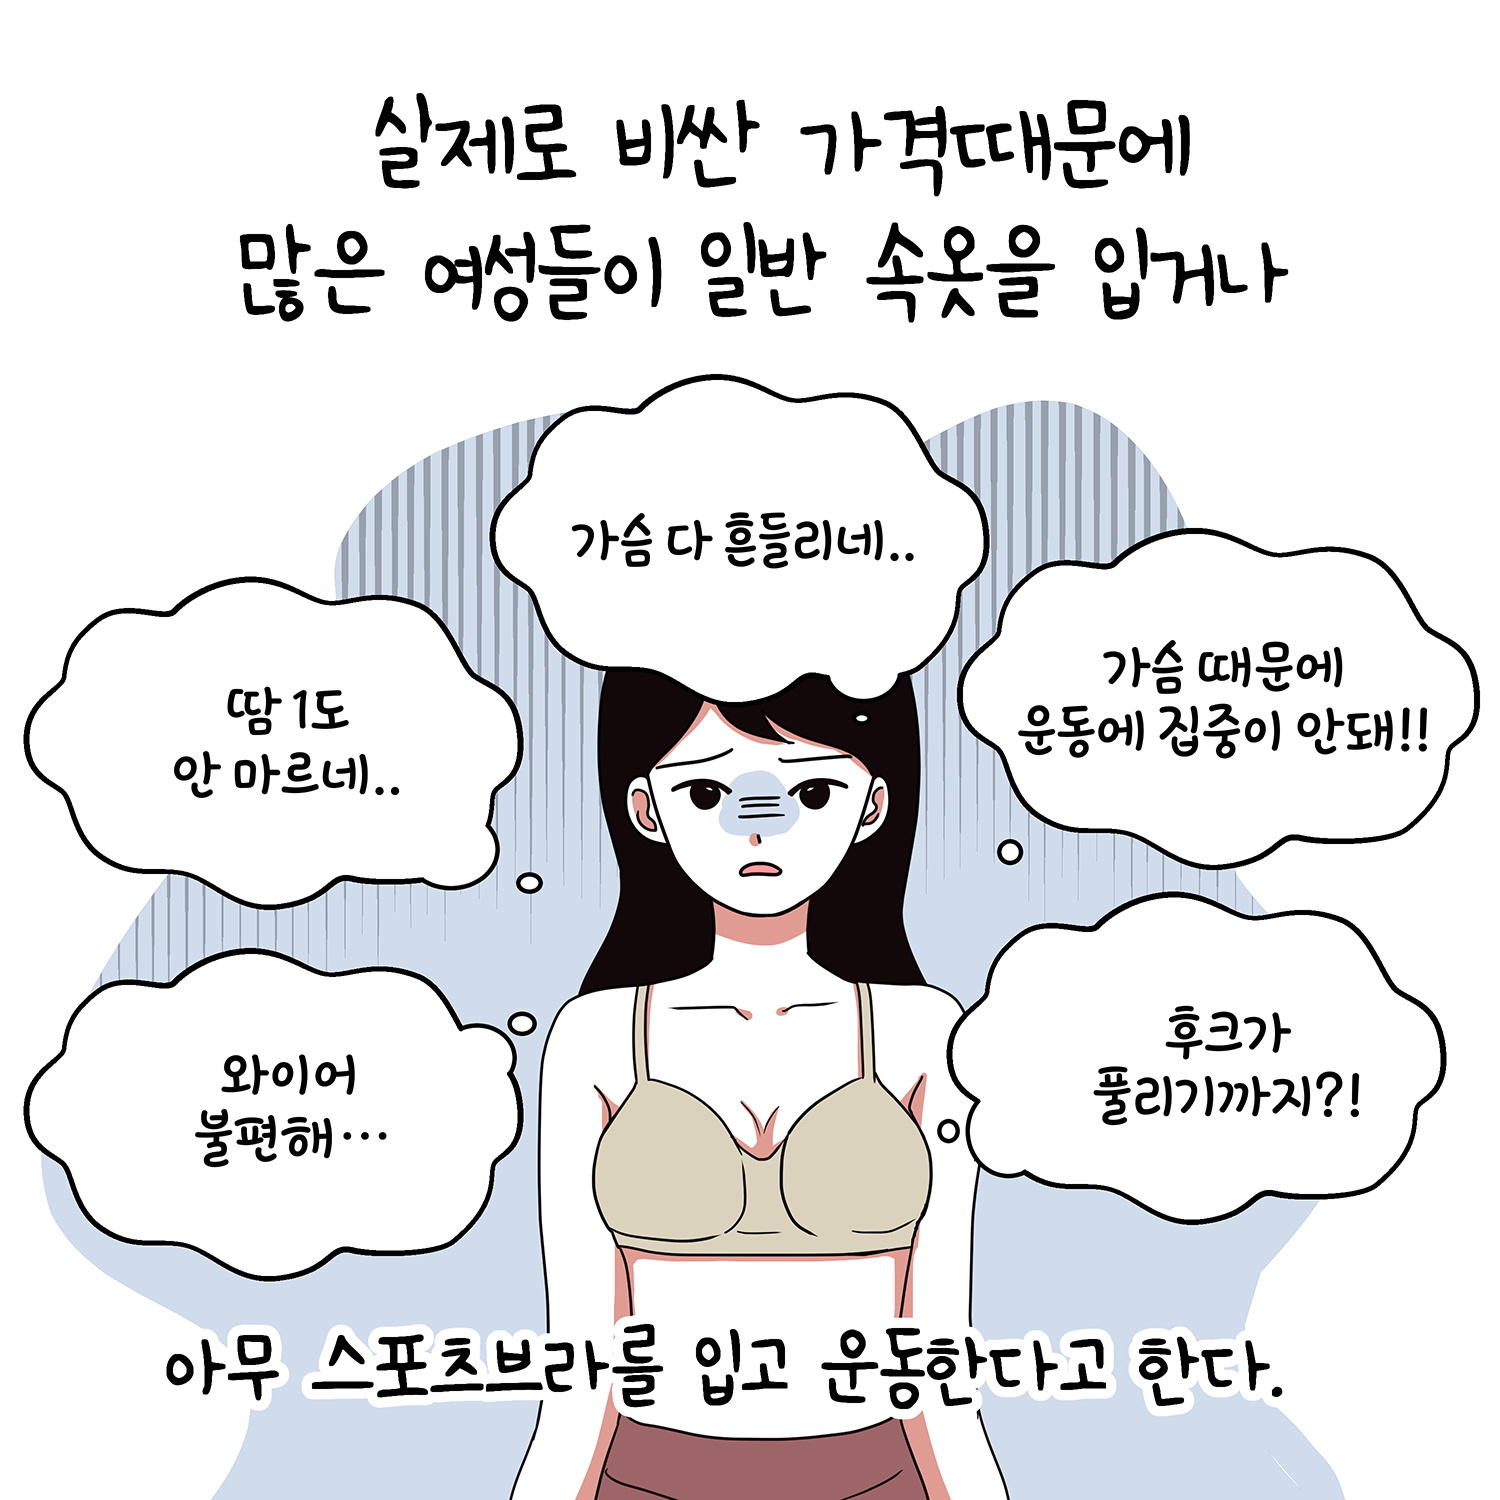 실제로 비싼 가격때문에
많은 여성들이 일반 속옷을 입거나
가슴 다 흔들리네..
땀 1도
안 마르네..
가슴 때문에
운동에 집중이 안돼!!
와이어
불편해...
후크가
풀리기까지?!
아무 스포츠브라를 입고 운동한다고 한다.